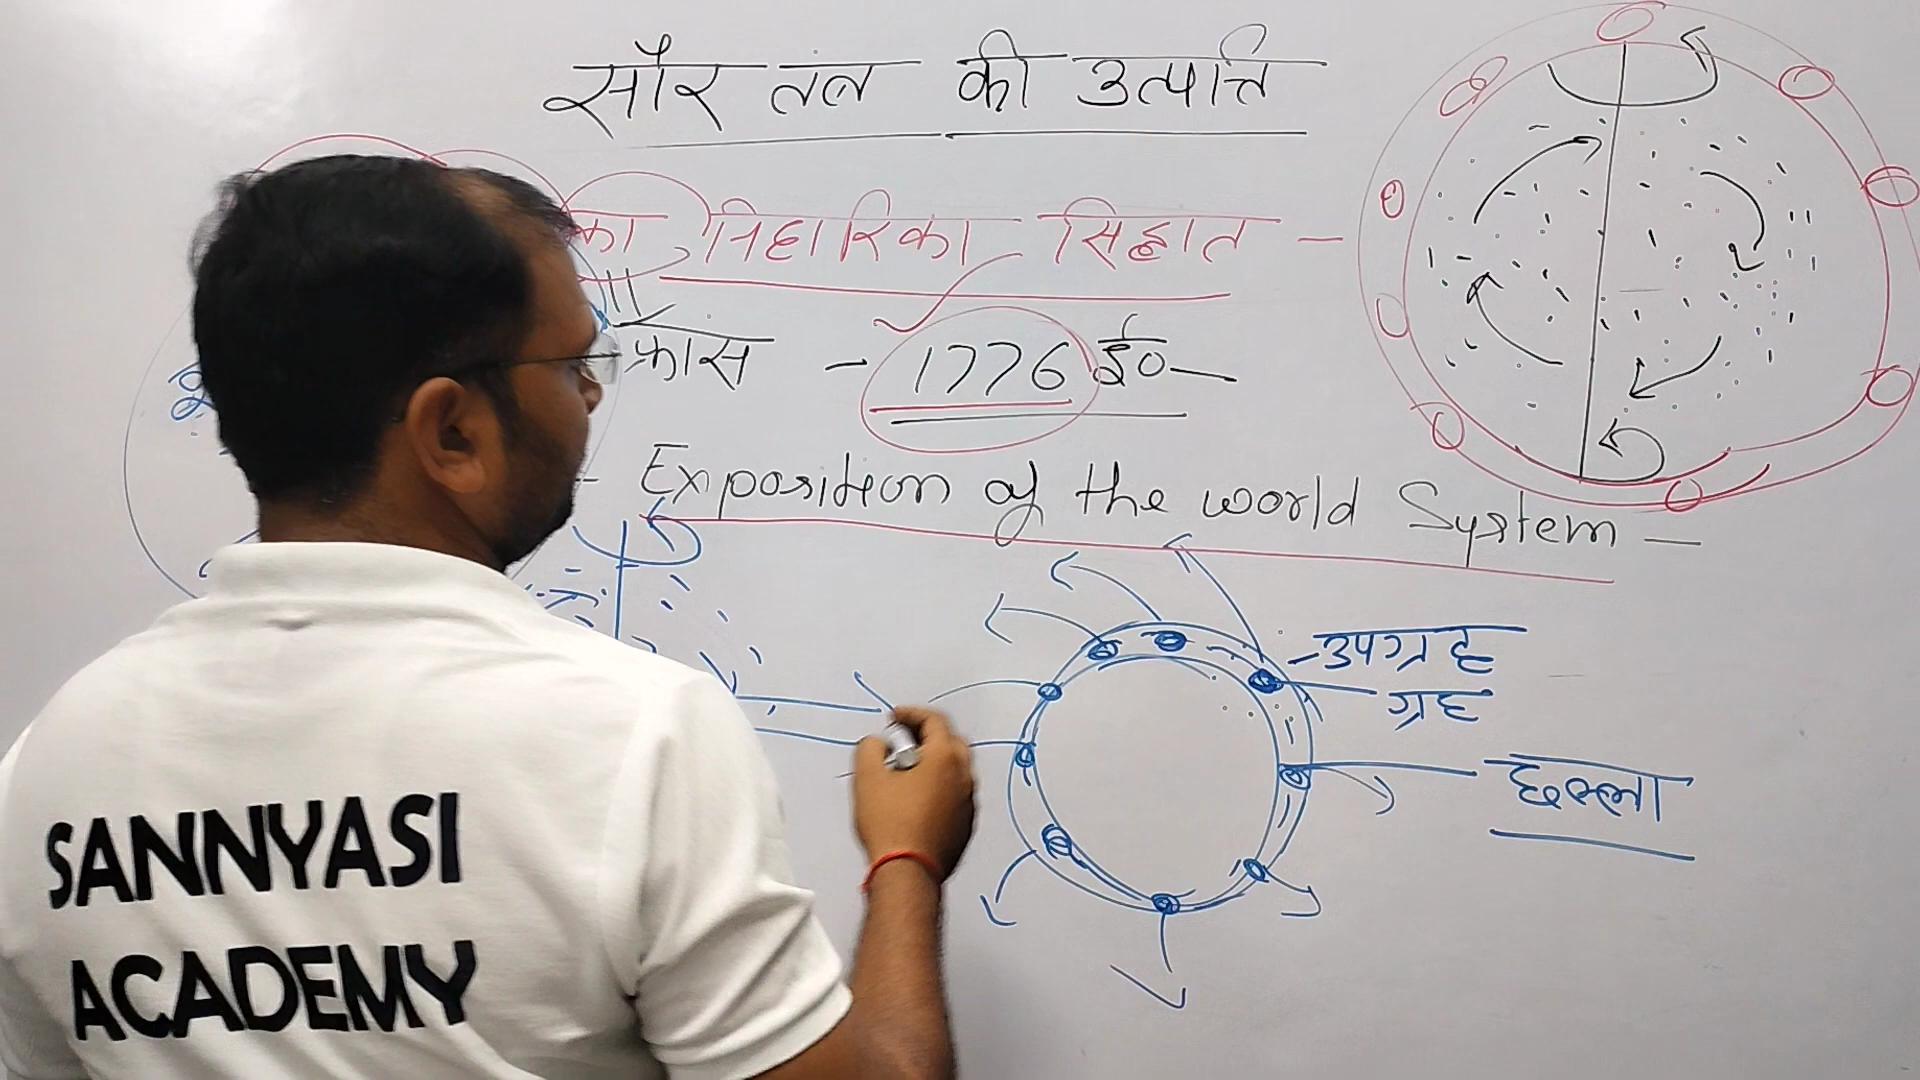 सौर तंत्र की उत्पत्ति
का निहारिका सिद्धांत -
फ्रांस - 1776 ई० -
- Exposition of the world System -
-उपग्रह
ग्रह
छल्ला
SANNYASI
ACADEMY